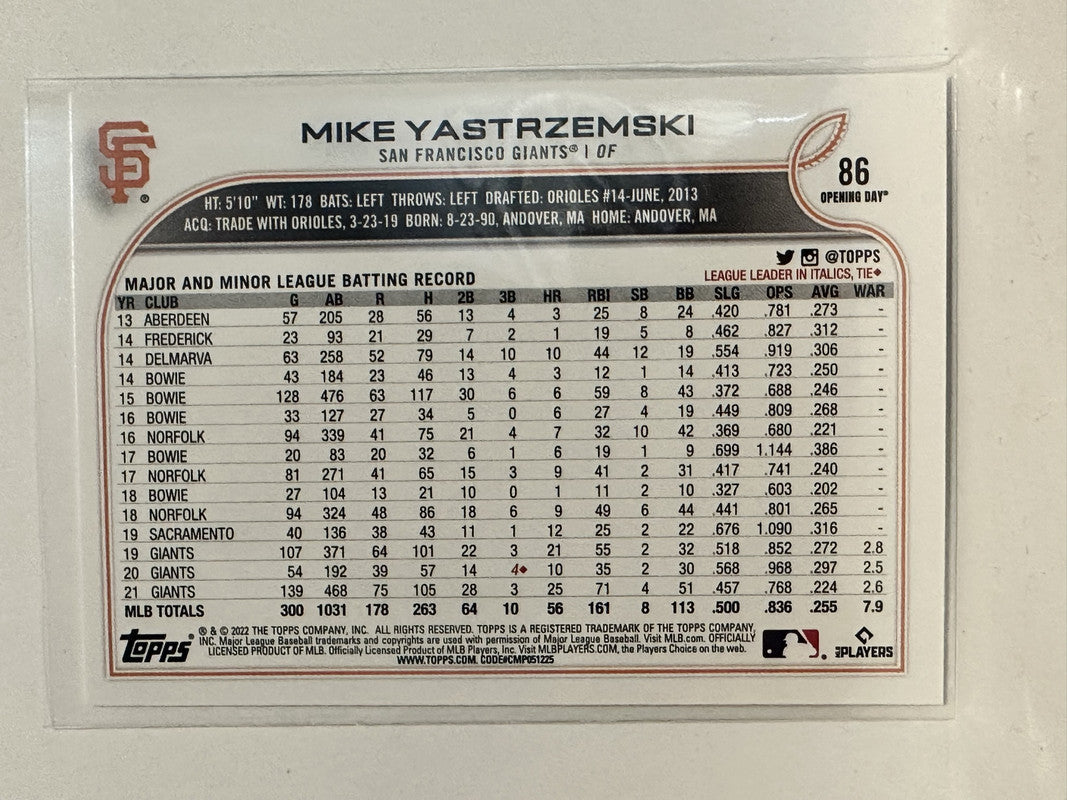 SF ®
MIKE YASTRZEMSKI
SAN FRANCISCO GIANTS® | OF
86
OPENING DAY®
HT: 5'10" WT: 178 BATS: LEFT THROWS: LEFT DRAFTED: ORIOLES #14-JUNE, 2013
ACQ: TRADE WITH ORIOLES, 3-23-19 BORN: 8-23-90, ANDOVER, MA HOME: ANDOVER, MA
@TOPPS
MAJOR AND MINOR LEAGUE BATTING RECORD
LEAGUE LEADER IN ITALICS, TIE♦
YR CLUB G AB R H 2B 3B HR RBI SB BB SLG OPS AVG WAR
13 ABERDEEN 57 205 28 56 13 4 3 25 8 24 .420 .781 .273 -
14 FREDERICK 23 93 21 29 7 2 1 19 5 8 .462 .827 .312 -
14 DELMARVA 63 258 52 79 14 10 10 44 12 19 .554 .919 .306 -
14 BOWIE 43 184 23 46 13 4 3 12 1 14 .413 .723 .250 -
15 BOWIE 128 476 63 117 30 6 6 59 8 43 .372 .688 .246 -
16 BOWIE 33 127 27 34 5 0 6 27 4 19 .449 .809 .268 -
16 NORFOLK 94 339 41 75 21 4 7 32 10 42 .369 .680 .221 -
17 BOWIE 20 83 20 32 6 1 6 19 1 9 .699 1.144 .386 -
17 NORFOLK 81 271 41 65 15 3 9 41 2 31 .417 .741 .240 -
18 BOWIE 27 104 13 21 10 0 1 11 2 10 .327 .603 .202 -
18 NORFOLK 94 324 48 86 18 6 9 49 6 44 .441 .801 .265 -
19 SACRAMENTO 40 136 38 43 11 1 12 25 2 22 .676 1.090 .316 -
19 GIANTS 107 371 64 101 22 3 21 55 2 32 .518 .852 .272 2.8
20 GIANTS 54 192 39 57 14 4♦ 10 35 2 30 .568 .968 .297 2.5
21 GIANTS 139 468 75 105 28 3 25 71 4 51 .457 .768 .224 2.6
MLB TOTALS 300 1031 178 263 64 10 56 161 8 113 .500 .836 .255 7.9
Topps®
® & © 2022 THE TOPPS COMPANY, INC. ALL RIGHTS RESERVED. TOPPS IS A REGISTERED TRADEMARK OF THE TOPPS COMPANY,
INC. Major League Baseball trademarks and copyrights are used with permission of Major League Baseball. Visit MLB.com. OFFICIALLY
LICENSED PRODUCT OF MLB. Officially Licensed Product of MLB Players, Inc. Visit MLBPLAYERS.COM, the Players Choice on the web.
WWW.TOPPS.COM. CODE#CMP051225
MLBPLAYERS